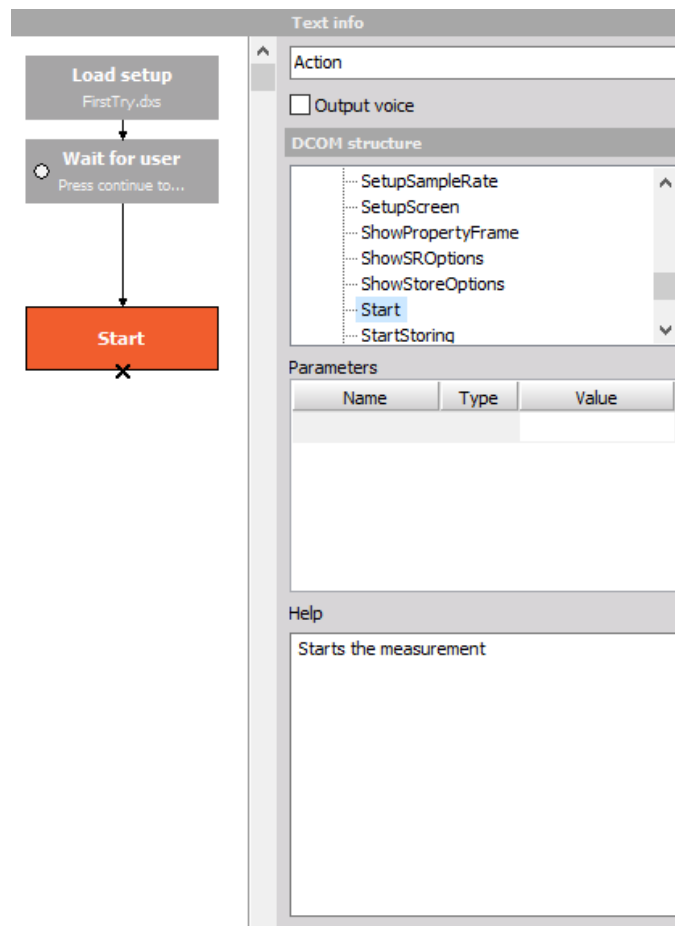 Text info
Load setup
FirstTry.dxs
Wait for user
Press continue to...
Start
Action
Output voice
DCOM structure
SetupSampleRate
SetupScreen
ShowPropertyFrame
ShowSROptions
ShowStoreOptions
Start
StartStoring
Parameters
Name Type Value
Help
Starts the measurement